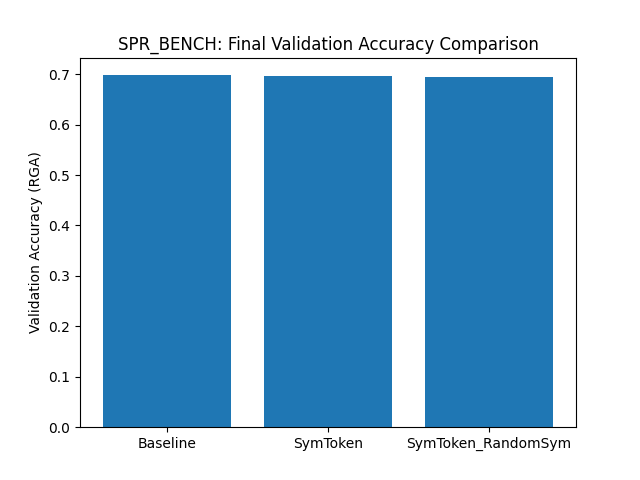 SPR_BENCH: Final Validation Accuracy Comparison
Validation Accuracy (RGA)
0.7
0.6
0.5
0.4
0.3
0.2
0.1
0.0
Baseline
SymToken
SymToken_RandomSym